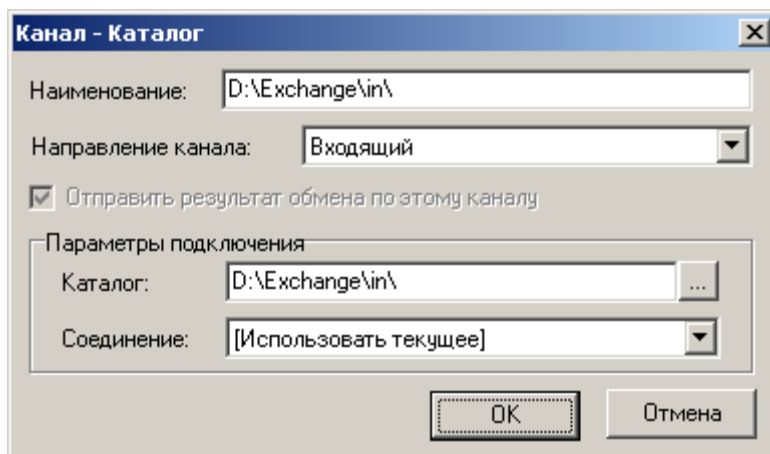 Канал - Каталог
Наименование: D:\Exchange\in\
Направление канала: Входящий
Отправить результат обмена по этому каналу
Параметры подключения
Каталог: D:\Exchange\in\ ...
Соединение: [Использовать текущее]
OK Отмена